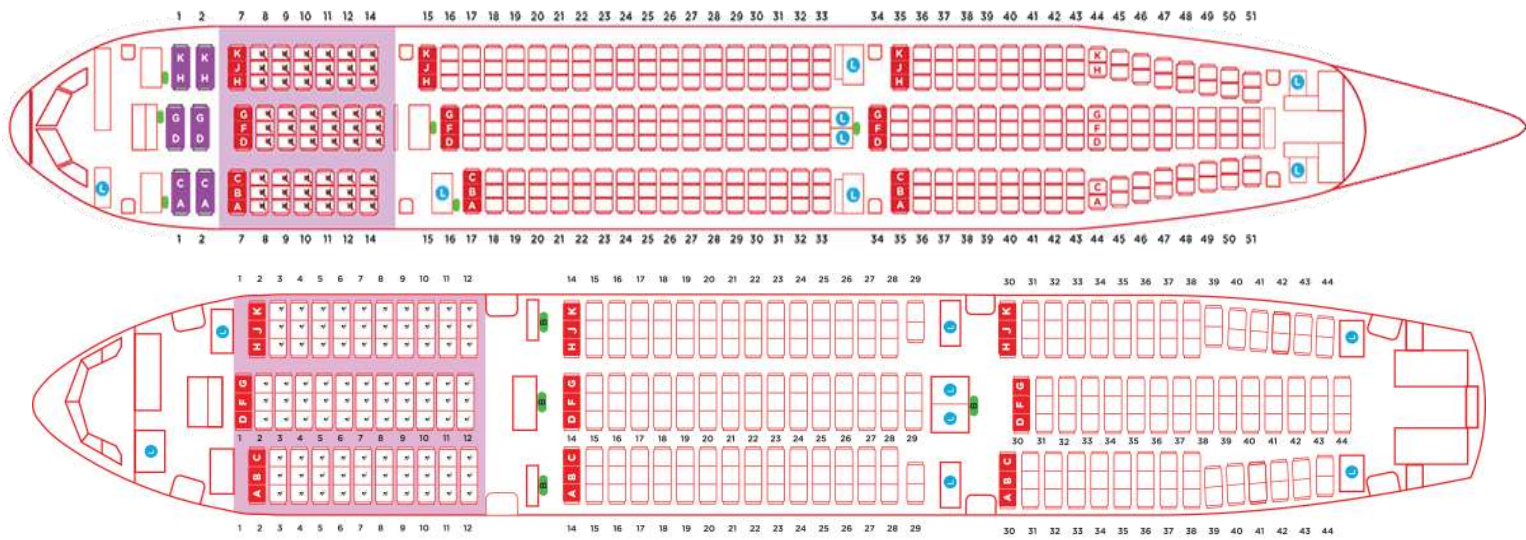 1 2 7 8 9 10 11 12 14 15 16 17 18 19 20 21 22 23 24 25 26 27 28 29 30 31 32 33 34 35 36 37 38 39 40 41 42 43 44 45 46 47 48 49 50 51
K K K K K K
J J L J
H H H H H H L
G G G G L G G
F F F F
D D D D L D D
C C C C C C L
B L B L B
L A A A A A A
1 2 7 8 9 10 11 12 14 15 16 17 18 19 20 21 22 23 24 25 26 27 28 29 30 31 32 33 34 35 36 37 38 39 40 41 42 43 44 45 46 47 48 49 50 51
1 2 3 4 5 6 7 8 9 10 11 12 14 15 16 17 18 19 20 21 22 23 24 25 26 27 28 29 30 31 32 33 34 35 36 37 38 39 40 41 42 43 44
K K K
L J B J L J L
H H H
G G L G
F B F B F
D D L D
1 2 3 4 5 6 7 8 9 10 11 12 14 15 16 17 18 19 20 21 22 23 24 25 26 27 28 29 30 31 32 33 34 35 36 37 38 39 40 41 42 43 44
L C C C
B B B L B L
A A A
1 2 3 4 5 6 7 8 9 10 11 12 14 15 16 17 18 19 20 21 22 23 24 25 26 27 28 29 30 31 32 33 34 35 36 37 38 39 40 41 42 43 44